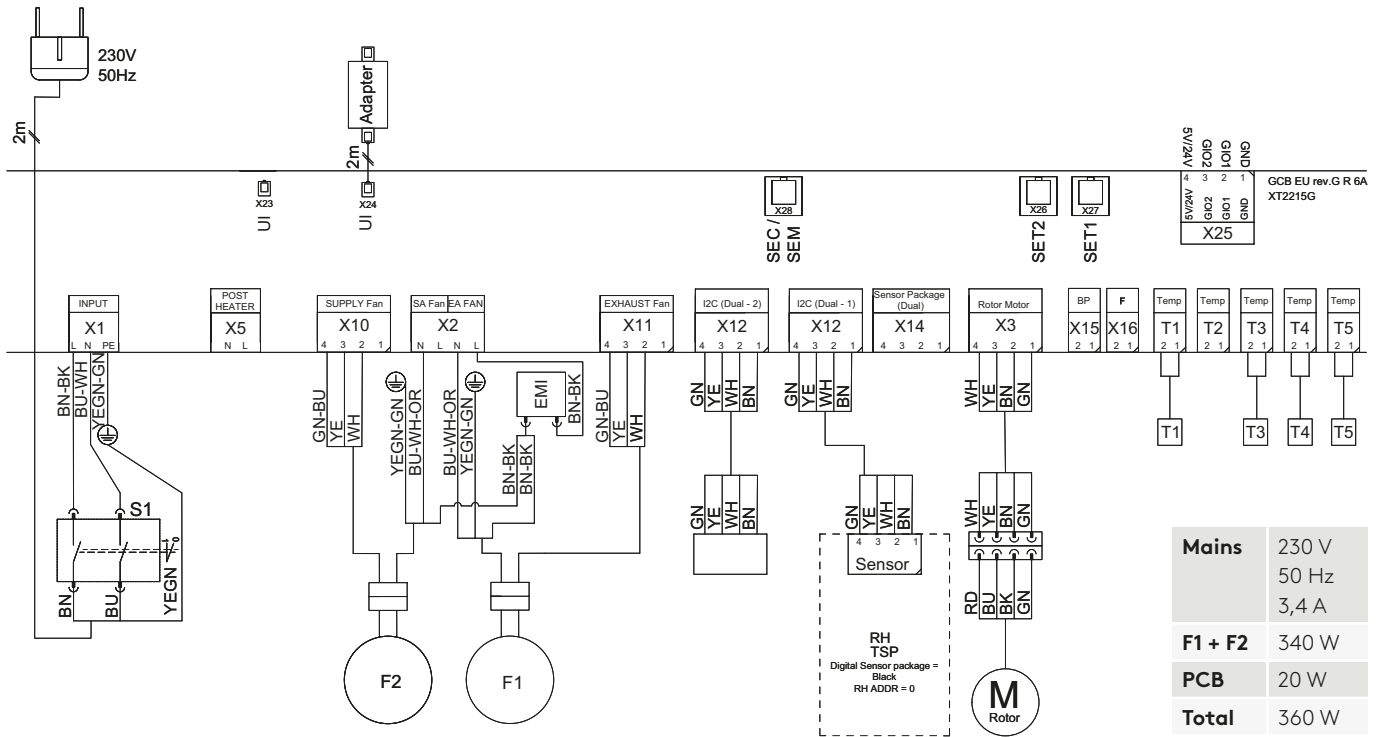 230V
50Hz
2m
Adapter
2m
X23
UI
X24
UI
X28
SEC /
SEM
X26
SET2
X27
SET1
5V/24V GIO2 GIO1 GND
4 3 2 1
5V/24V GIO2 GIO1 GND
X25
GCB EU rev.G R 6A
XT2215G
INPUT
X1
L N PE
POST
HEATER
X5
N L
SUPPLY Fan
X10
4 3 2 1
SA Fan EA FAN
X2
N L N L
EXHAUST Fan
X11
4 3 2 1
I2C (Dual - 2)
X12
4 3 2 1
I2C (Dual - 1)
X12
4 3 2 1
Sensor Package
(Dual)
X14
4 3 2 1
Rotor Motor
X3
4 3 2 1
BP
X15
2 1
F
X16
2 1
Temp
T1
2 1
Temp
T2
2 1
Temp
T3
2 1
Temp
T4
2 1
Temp
T5
2 1
BN-BK
BU-WH
YEGN-GN
GN-BU
YE
WH
YEGN-GN
BU-WH-OR
BU-WH-OR
YEGN-GN
EMI
BN-BK
BN-BK
BN-BK
GN-BU
YE
WH
GN
YE
WH
BN
GN
YE
WH
BN
WH
YE
BN
GN
T1
T3
T4
T5
S1
1 0
BN
BU
YEGN
GN
YE
WH
BN
GN
YE
WH
BN
4 3 2 1
Sensor
WH
YE
BN
GN
RD
BU
BK
GN
F2
F1
RH
TSP
Digital Sensor package =
Black
RH ADDR = 0
M
Rotor
Mains 230 V
50 Hz
3,4 A
F1 + F2 340 W
PCB 20 W
Total 360 W